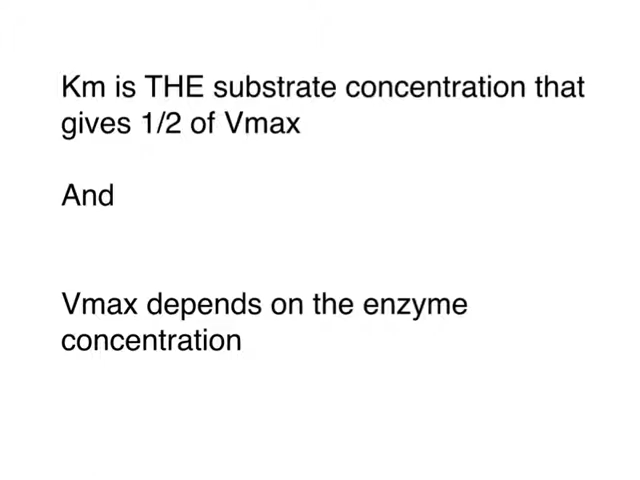 Km is THE substrate concentration that
gives 1/2 of Vmax
And
Vmax depends on the enzyme
concentration